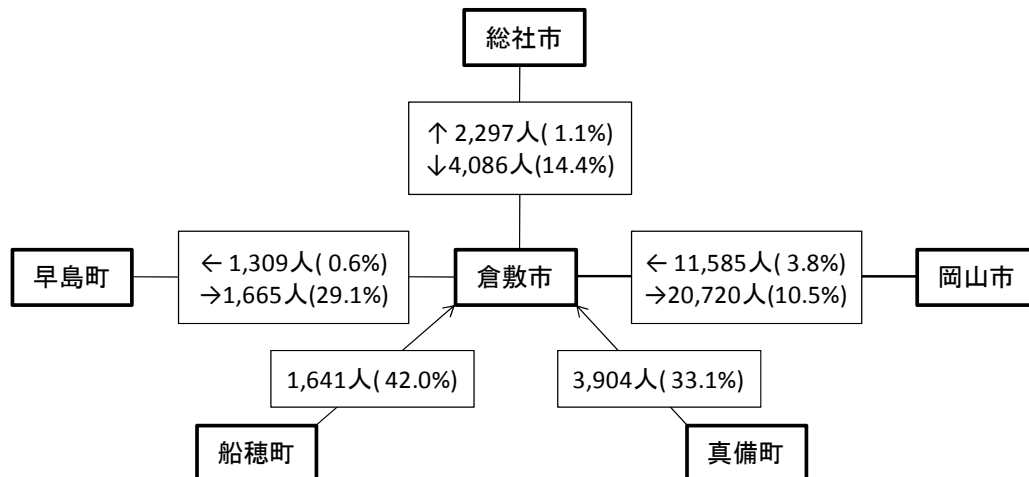 総社市
↑ 2,297人( 1.1%)
↓4,086人(14.4%)
早島町
← 1,309人( 0.6%)
→1,665人(29.1%)
倉敷市
← 11,585人( 3.8%)
→20,720人(10.5%)
岡山市
1,641人( 42.0%)
3,904人( 33.1%)
船穂町
真備町